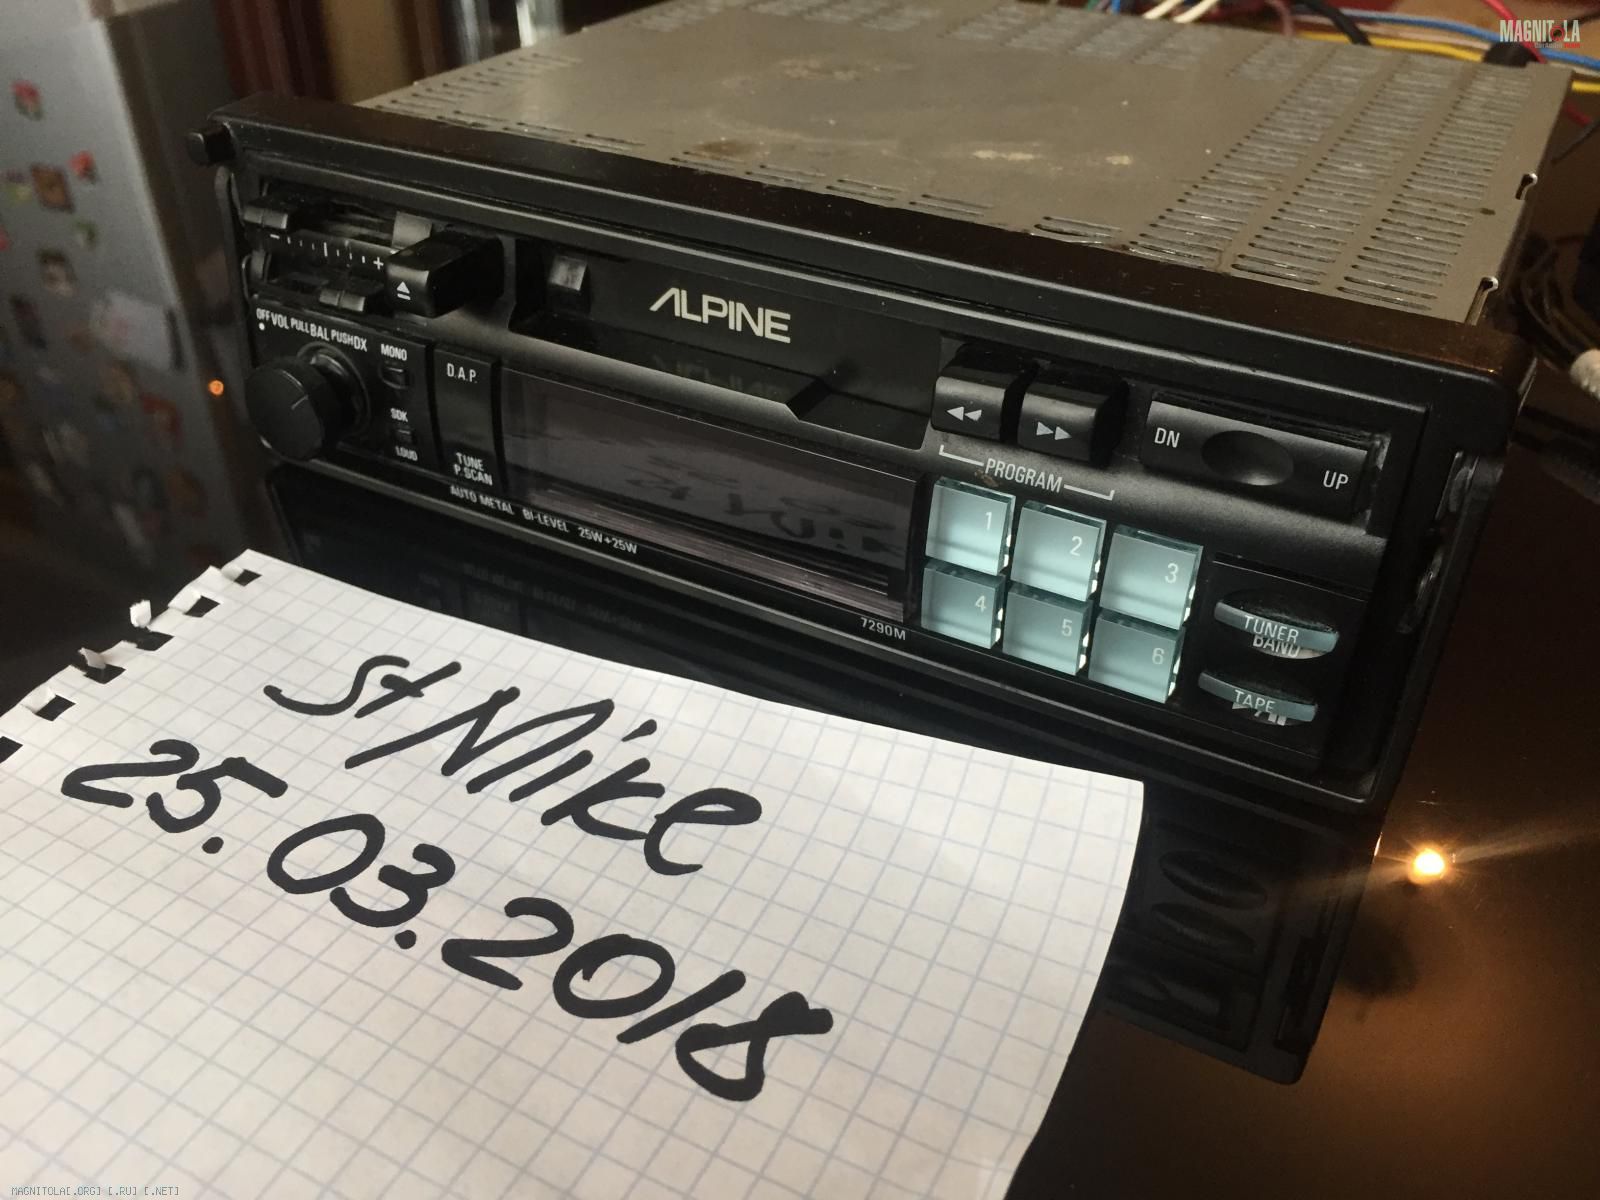 MAGNITOLA
ALPINE
OFF VOL PULL BAL PUSH DX
MONO
SDK
LOUD
D.A.P.
TUNE
P.SCAN
AUTO METAL BI-LEVEL 25W+25W
7290M
PROGRAM
DN
UP
1
2
3
4
5
6
TUNER
BAND
TAPE
St Mike
25.03.2018
MAGNITOLA[.ORG] [.RU] [.NET]